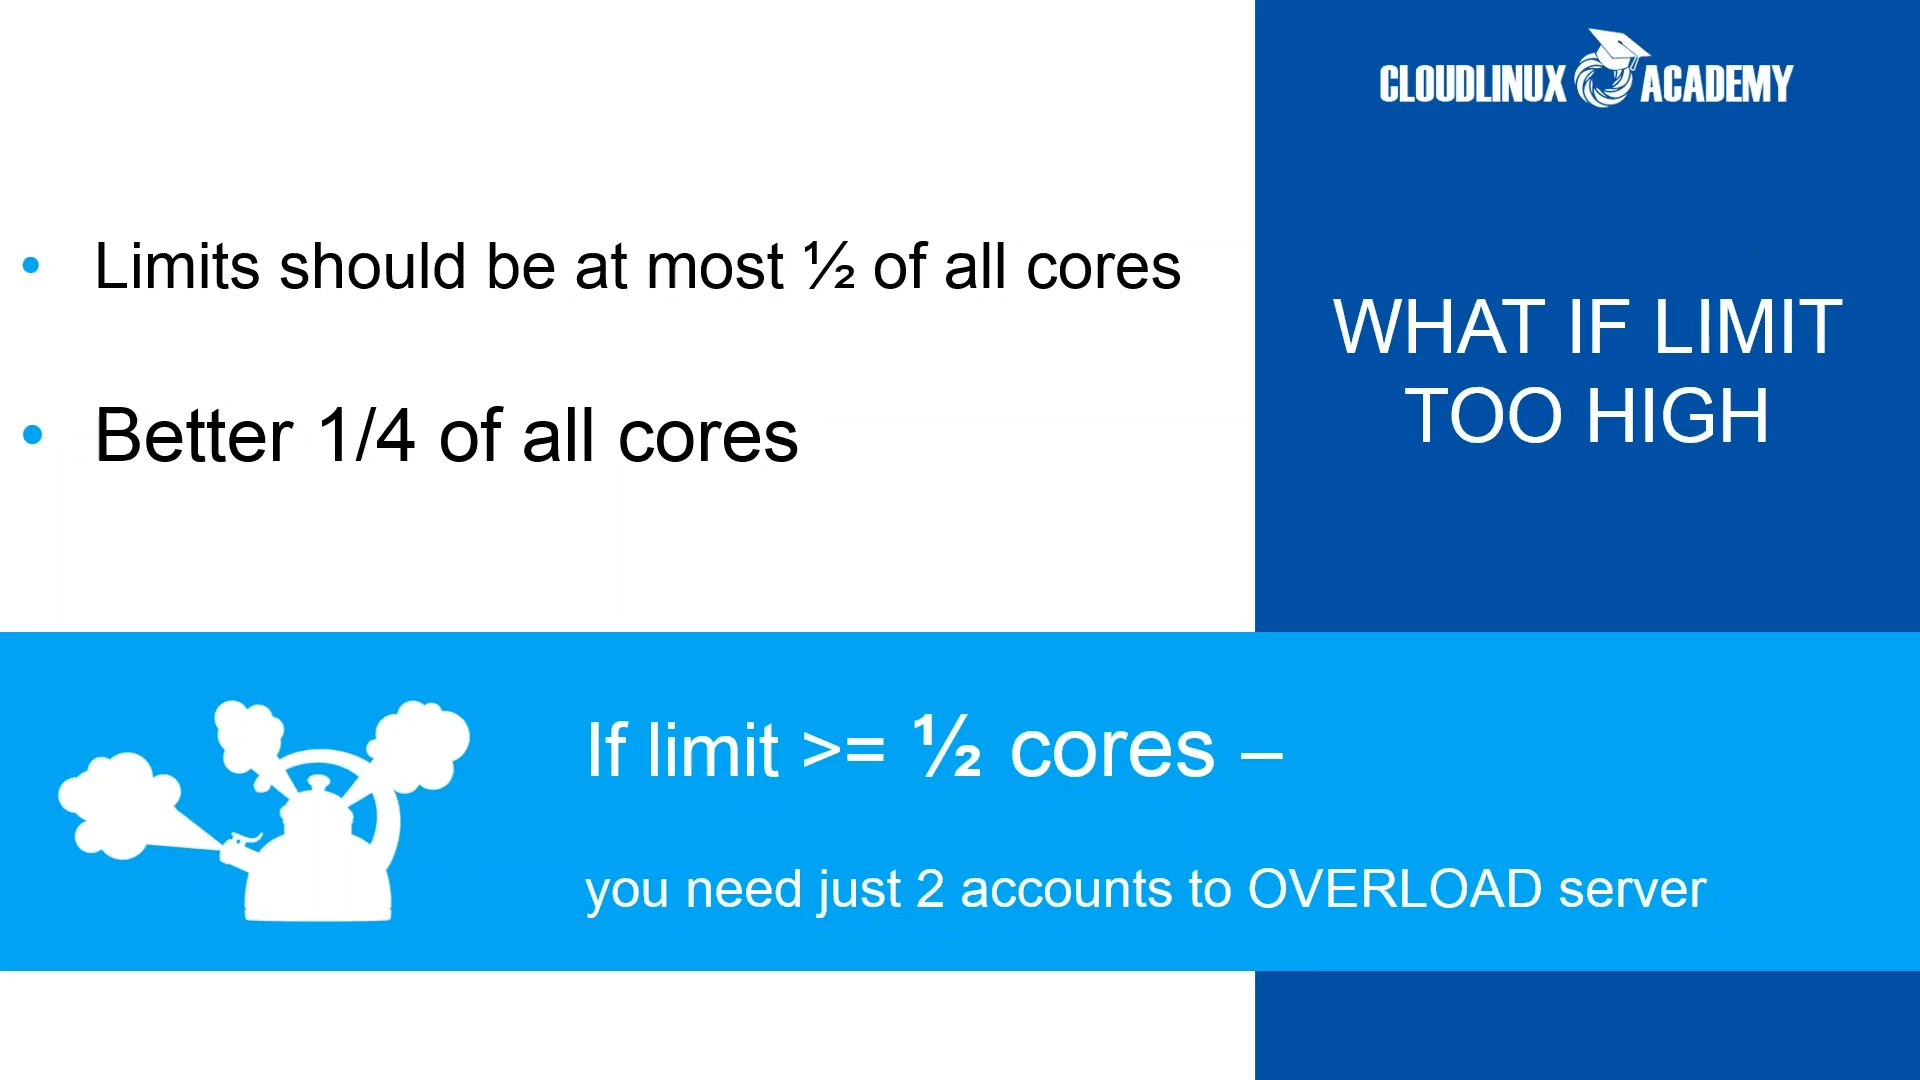 CLOUDLINUX ACADEMY
WHAT IF LIMIT
TOO HIGH
• Limits should be at most ½ of all cores
• Better 1/4 of all cores
If limit >= ½ cores –
you need just 2 accounts to OVERLOAD server